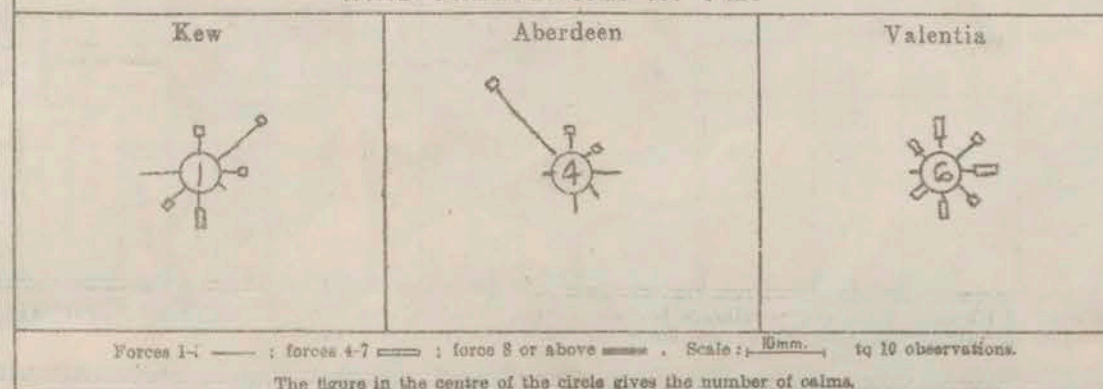 Kew Aberdeen Valentia
1 4 6
Forces 1-4 ; forces 4-7 ; force 8 or above . Scale: 10mm. to 10 observations.
The figure in the centre of the circle gives the number of calms.